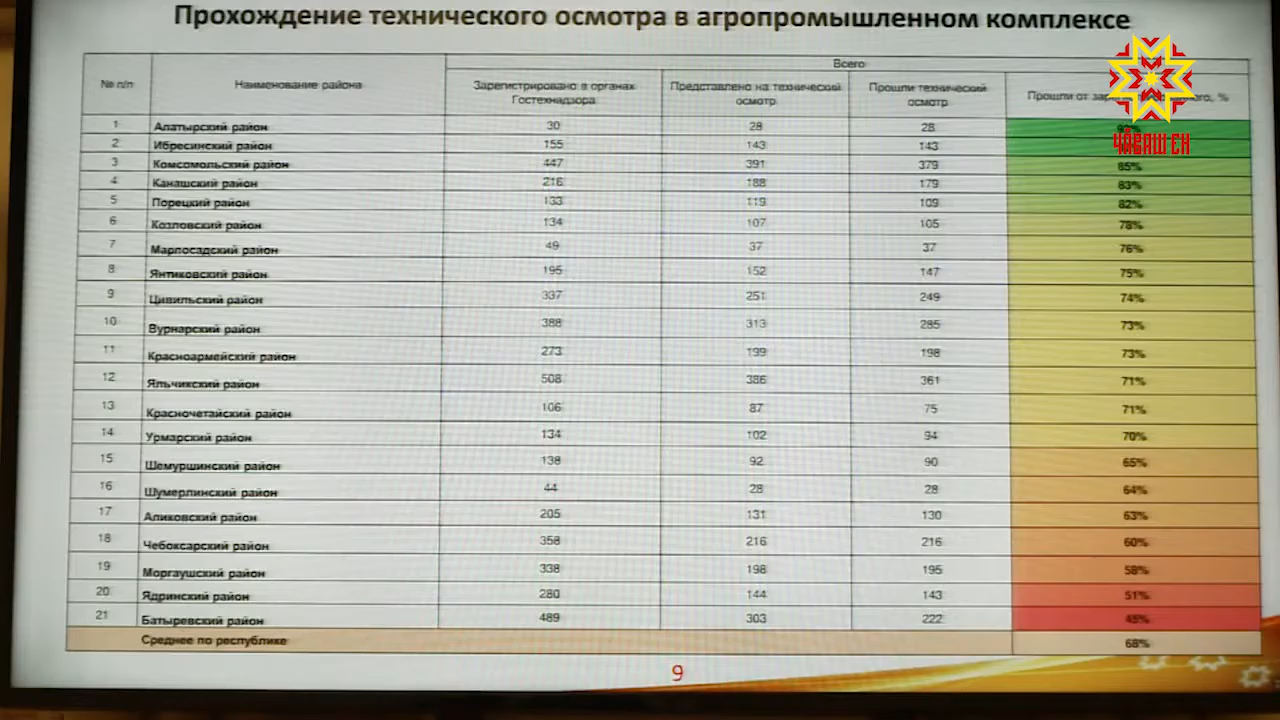 Прохождение технического осмотра в агропромышленном комплексе
№ п/п Наименование района Всего
Зарегистрировано в органах Гостехнадзора Представлено на технический осмотр Прошли технический осмотр Прошли от %
1 Алатырский район 30 28 28
2 Ибресинский район 155 143 143
ЧӐВАШ ЕН
3 Комсомольский район 447 391 379 85%
4 Канашский район 216 188 179 83%
5 Порецкий район 133 119 109 82%
6 Козловский район 134 107 105 78%
7 Марпосадский район 49 37 37 76%
8 Янтиковский район 195 152 147 75%
9 Цивильский район 337 251 249 74%
10 Вурнарский район 388 313 285 73%
11 Красноармейский район 273 199 198 73%
12 Яльчикский район 508 386 361 71%
13 Красночетайский район 106 87 75 71%
14 Урмарский район 134 102 94 70%
15 Шемуршинский район 138 92 90 65%
16 Шумерлинский район 44 28 28 64%
17 Аликовский район 205 131 130 63%
18 Чебоксарский район 358 216 216 60%
19 Моргаушский район 338 198 195 58%
20 Ядринский район 280 144 143 51%
21 Батыревский район 489 303 222 45%
Среднее по республике 68%
9